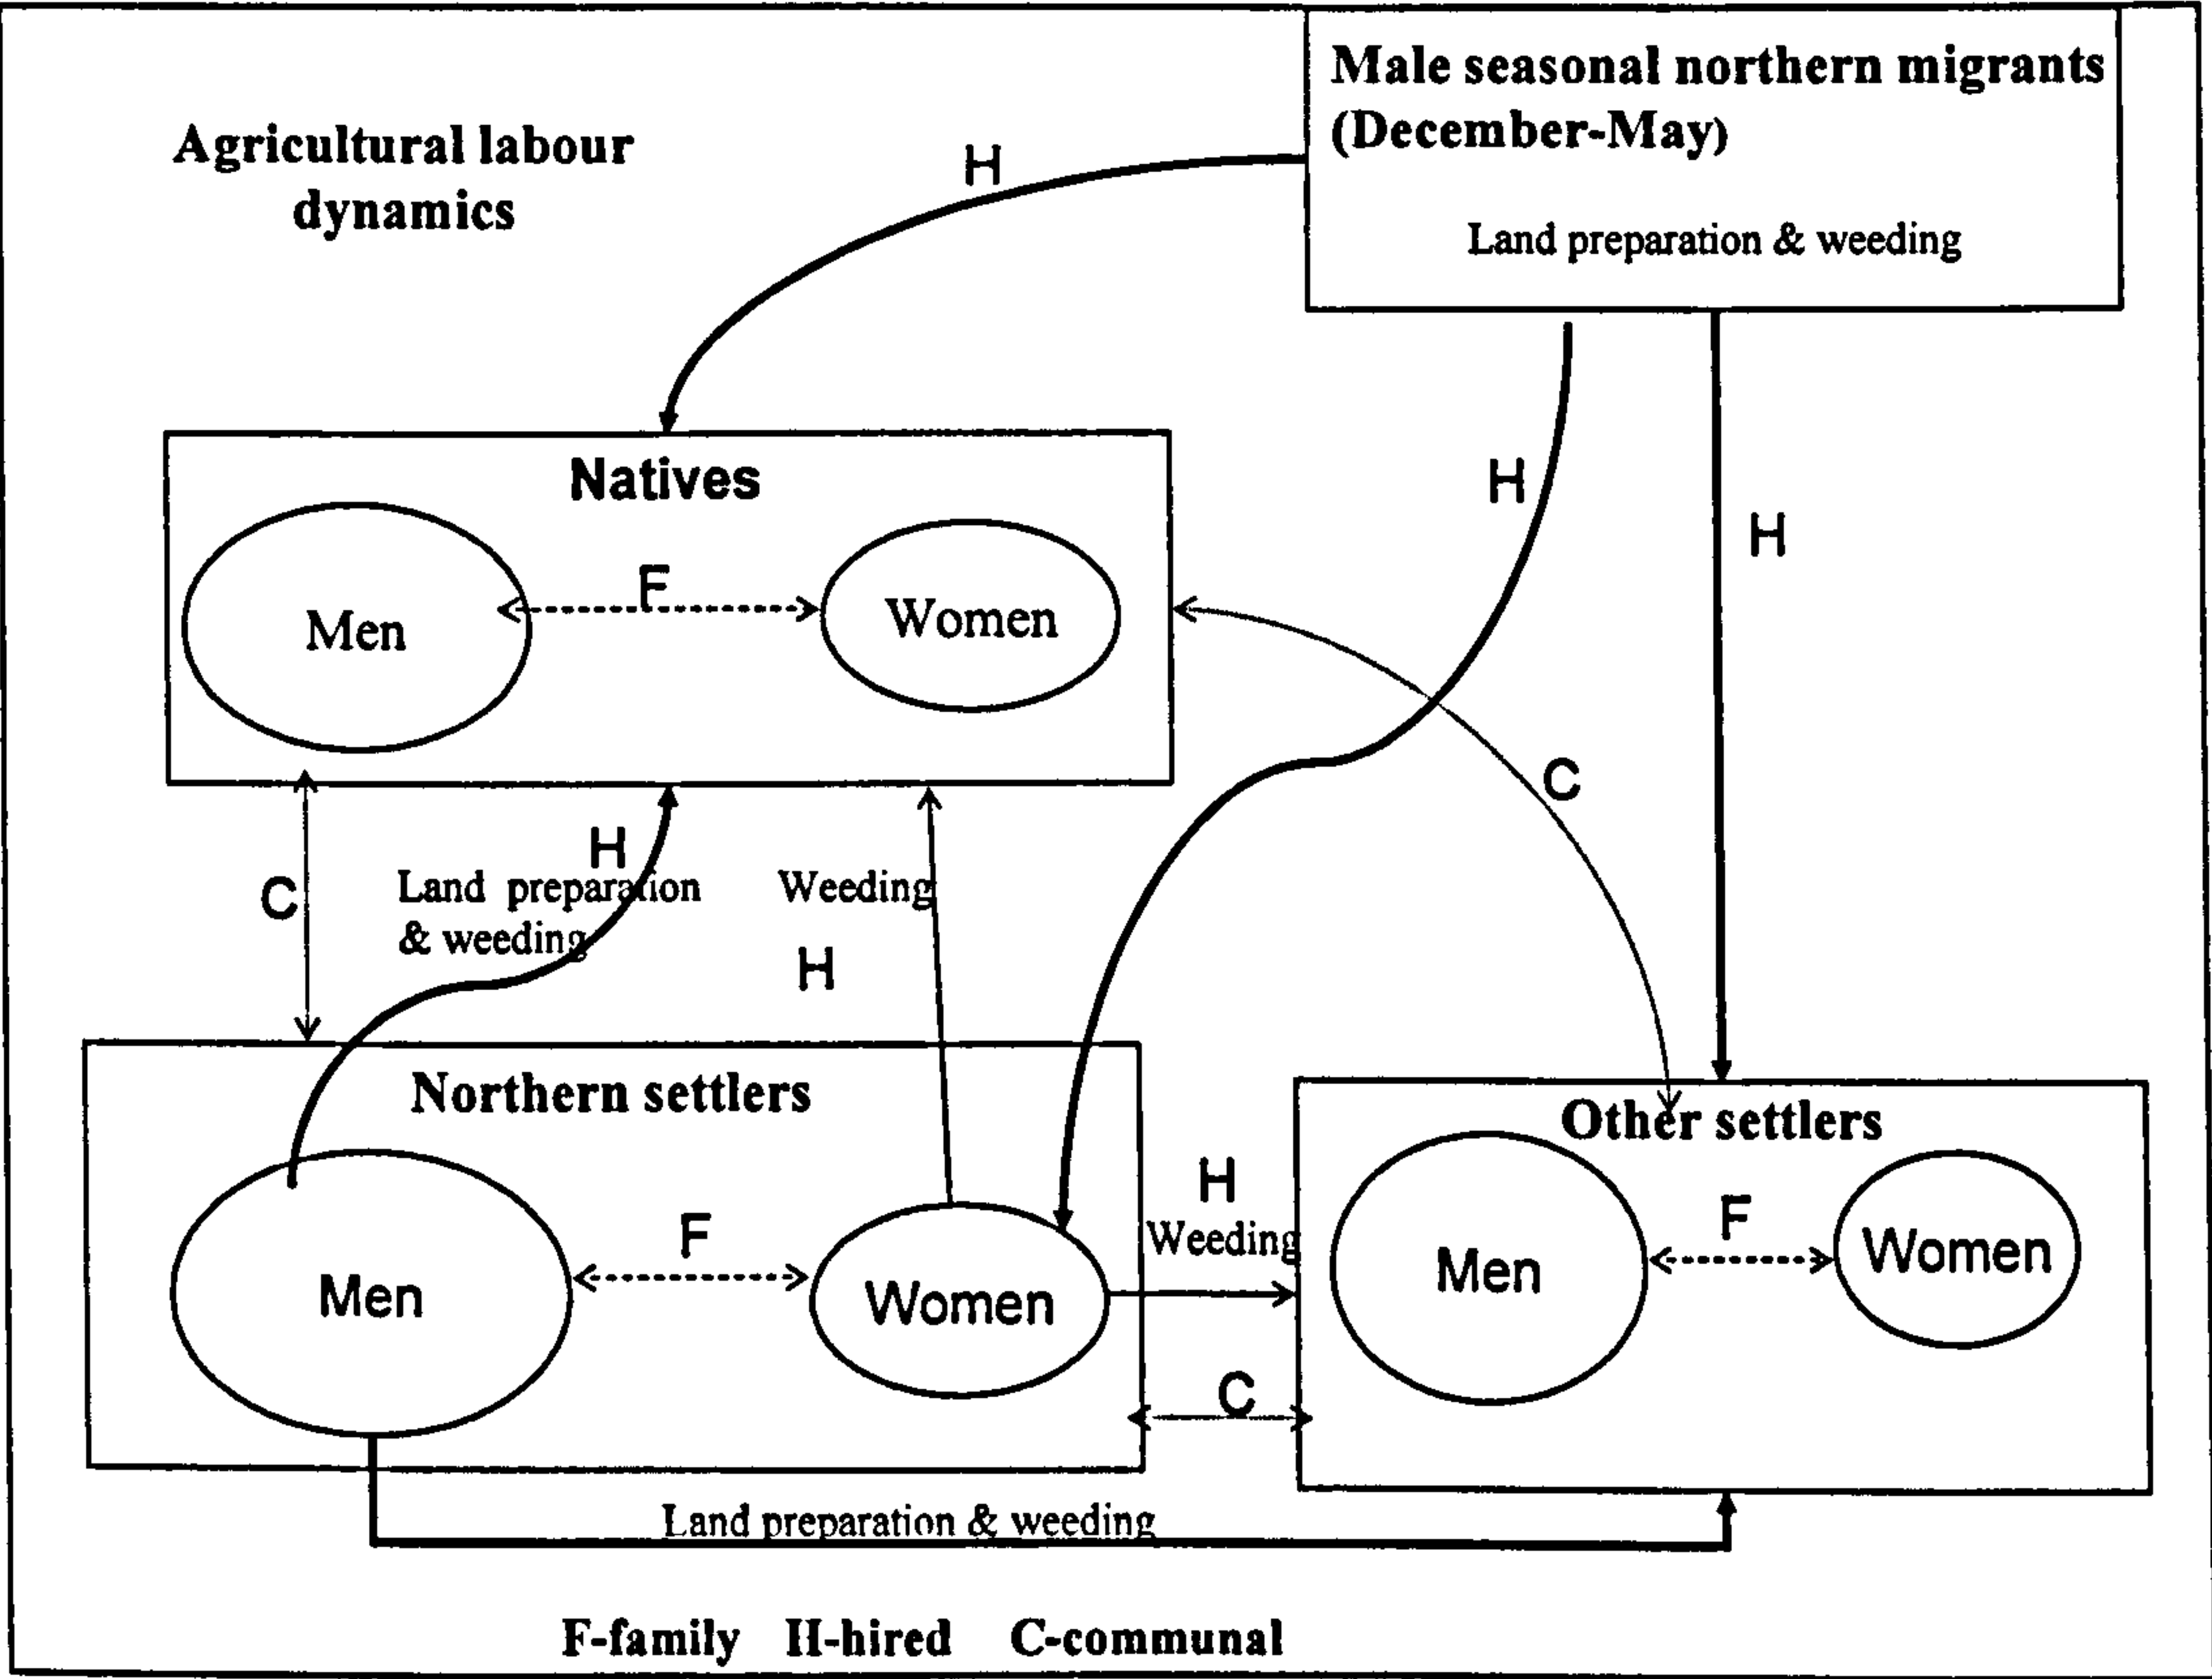 Male seasonal northern migrants
(December-May)
Land preparation & weeding
Agricultural labour
dynamics
H
H
H
Natives
Men
F
Women
C
C
H
Land preparation
& weeding
Weeding
H
Northern settlers
Men
F
Women
H
Weeding
C
Other settlers
Men
F
Women
Land preparation & weeding
F-family H-hired C-communal